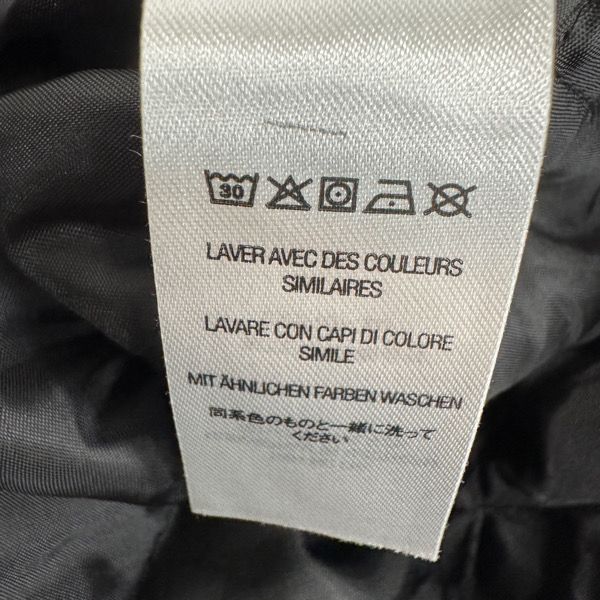 30
LAVER AVEC DES COULEURS
SIMILAIRES
LAVARE CON CAPI DI COLORE
SIMILE
MIT ÄHNLICHEN FARBEN WASCHEN
同系色のものと一緒に洗って
ください